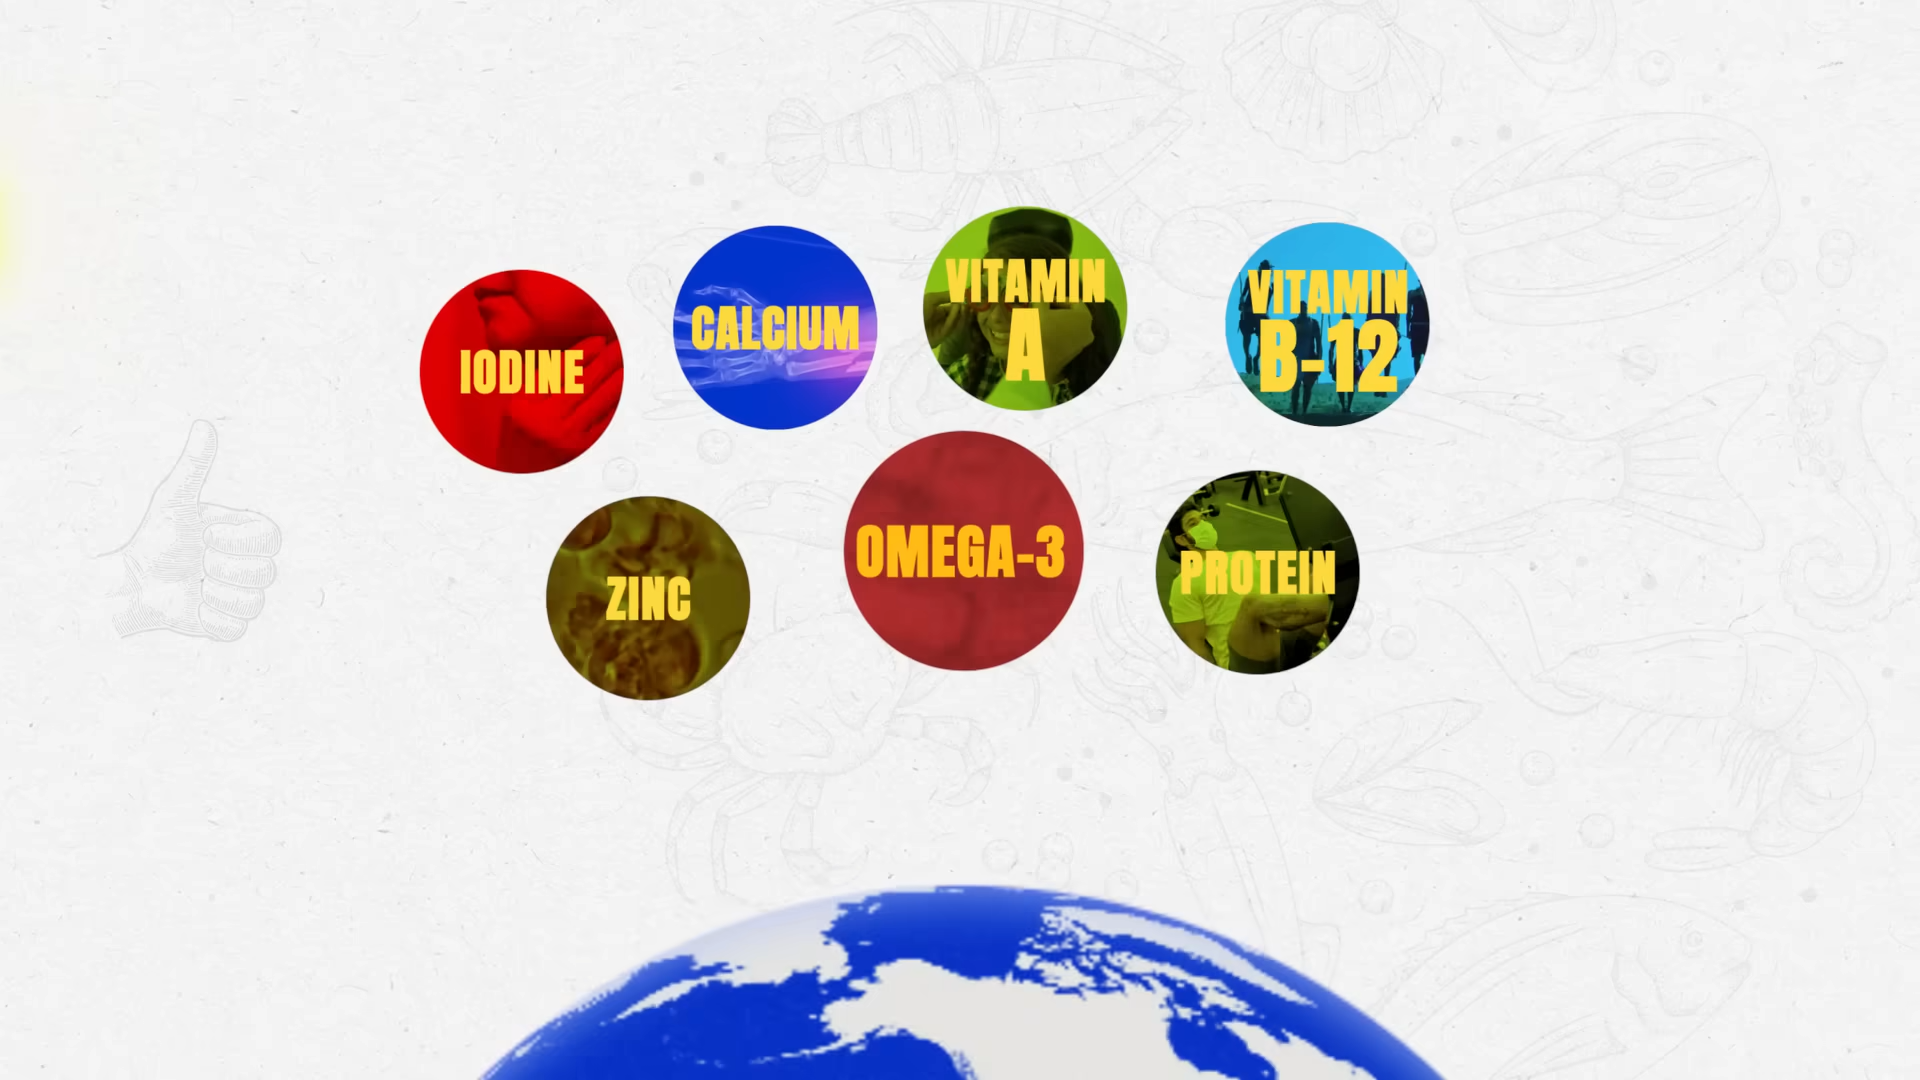 IODINE
CALCIUM
VITAMIN
A
VITAMIN
B-12
ZINC
OMEGA-3
PROTEIN